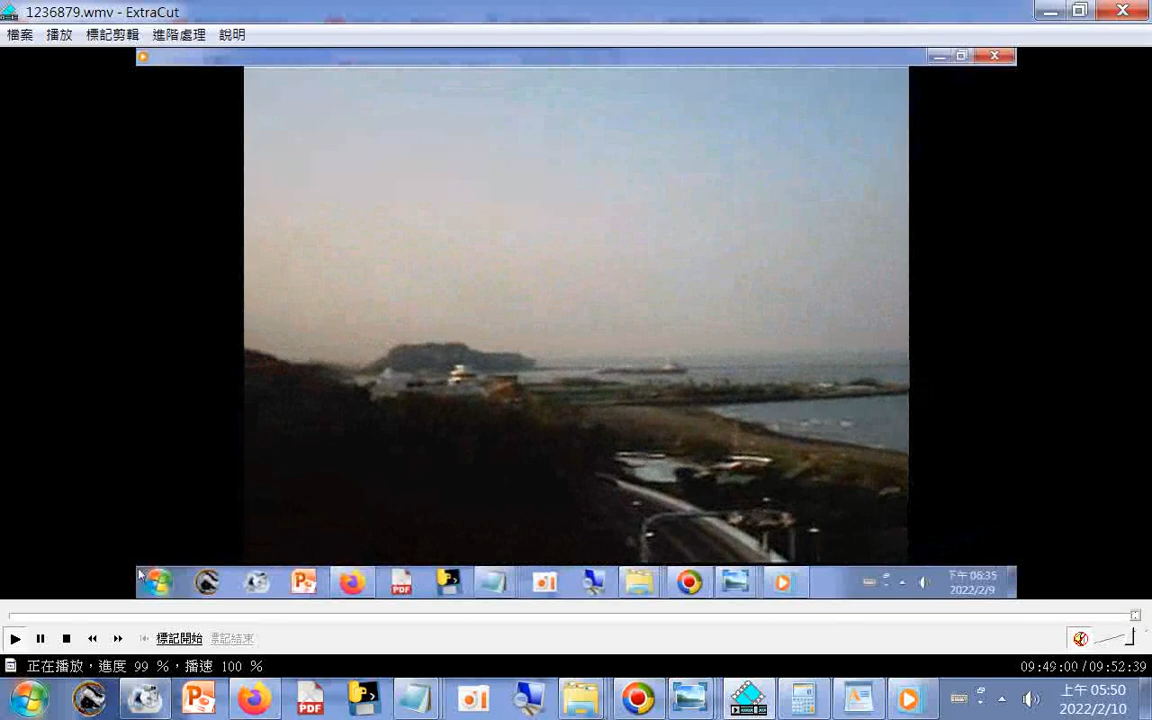 1236879.wmv - ExtraCut
檔案 播放 標記剪輯 進階處理 說明
PDF
下午 06:35
2022/2/9
標記開始 標記結束
正在播放，進度 99 %，播速 100 %
09:49:00 / 09:52:39
PDF
上午 05:50
2022/2/10